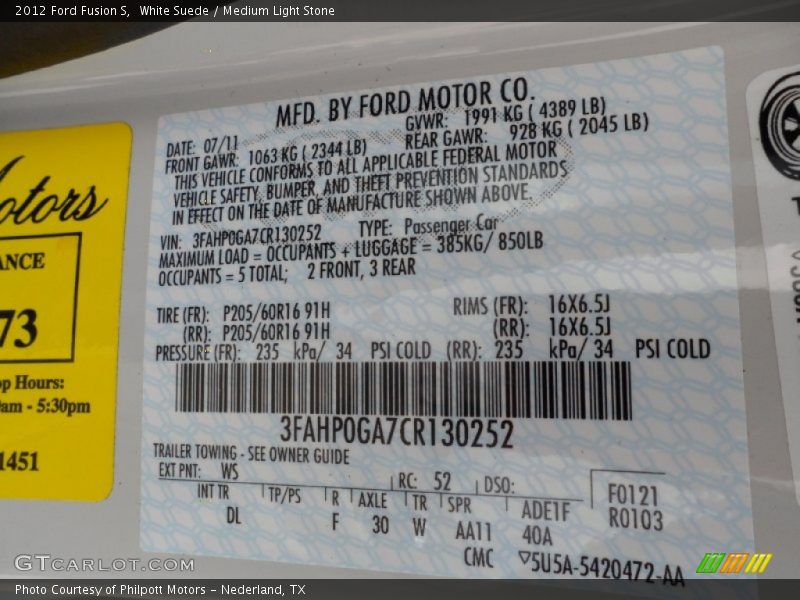 2012 Ford Fusion S, White Suede / Medium Light Stone
MFD. BY FORD MOTOR CO.
DATE: 07/11 GVWR: 1991 KG ( 4389 LB)
FRONT GAWR: 1063 KG ( 2344 LB) REAR GAWR: 928 KG ( 2045 LB)
THIS VEHICLE CONFORMS TO ALL APPLICABLE FEDERAL MOTOR
VEHICLE SAFETY, BUMPER, AND THEFT PREVENTION STANDARDS
IN EFFECT ON THE DATE OF MANUFACTURE SHOWN ABOVE.
VIN: 3FAHP0GA7CR130252 TYPE: Passenger Car
MAXIMUM LOAD = OCCUPANTS + LUGGAGE = 385KG/ 850LB
OCCUPANTS = 5 TOTAL; 2 FRONT, 3 REAR
TIRE (FR): P205/60R16 91H RIMS (FR): 16X6.5J
(RR): P205/60R16 91H (RR): 16X6.5J
PRESSURE (FR): 235 kPa/ 34 PSI COLD (RR): 235 kPa/ 34 PSI COLD
3FAHP0GA7CR130252
TRAILER TOWING - SEE OWNER GUIDE
EXT PNT: WS RC: 52 DSO: F0121
INT TR TP/PS R AXLE TR SPR ADE1F R0103
DL F 30 W AA11 40A
CMC ▽5U5A-5420472-AA
otors
ANCE
73
op Hours:
am - 5:30pm
1451
GTCARLOT.COM
Photo Courtesy of Philpott Motors - Nederland, TX